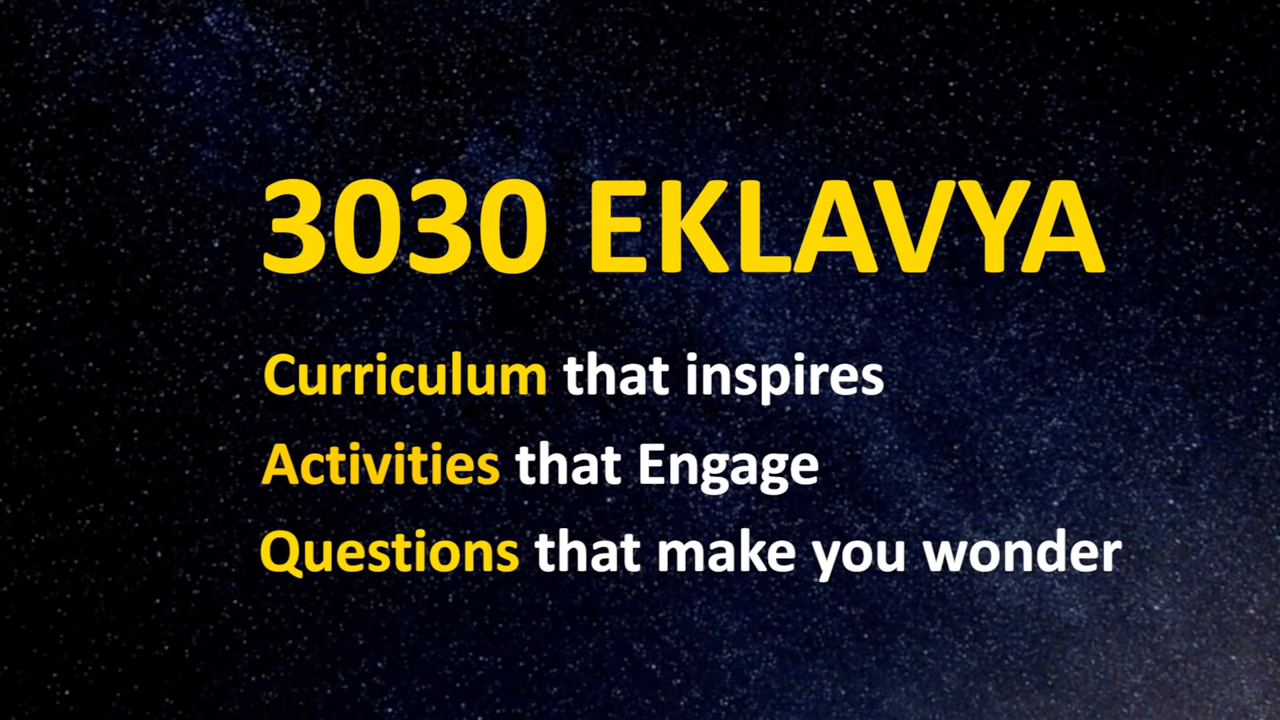 3030 EKLAVYA
Curriculum that inspires
Activities that Engage
Questions that make you wonder